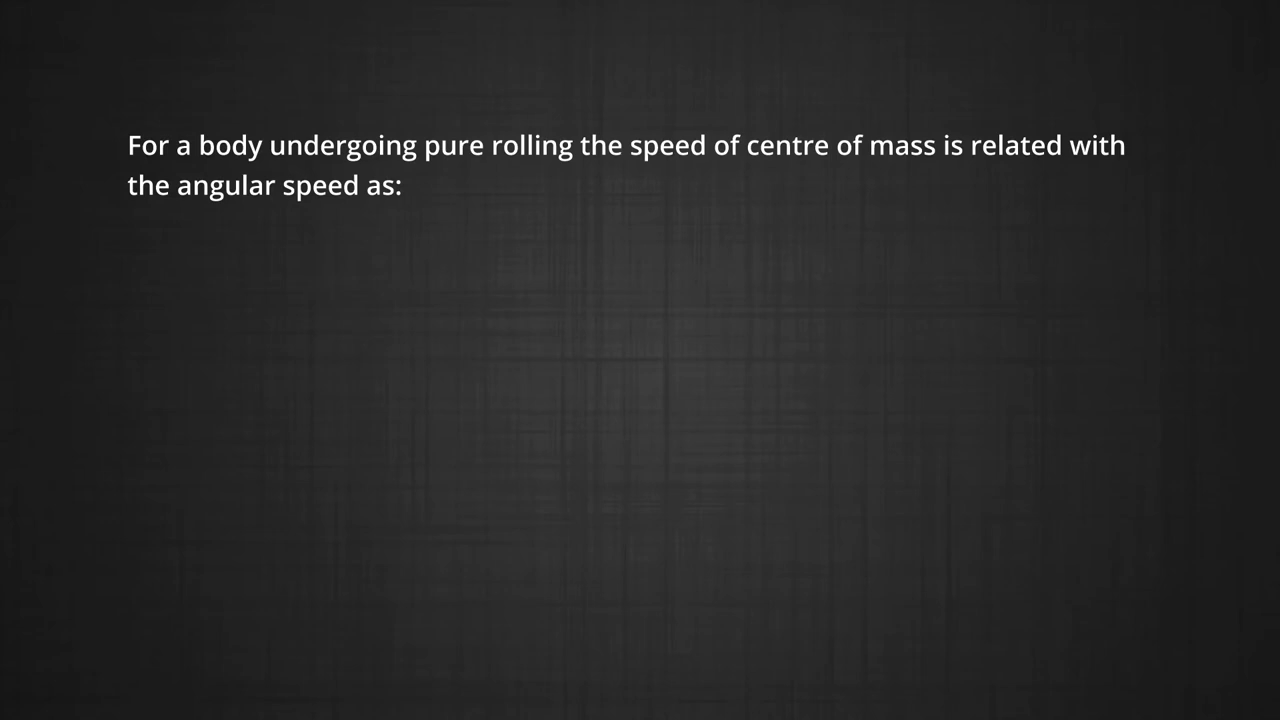 For a body undergoing pure rolling the speed of centre of mass is related with
the angular speed as: